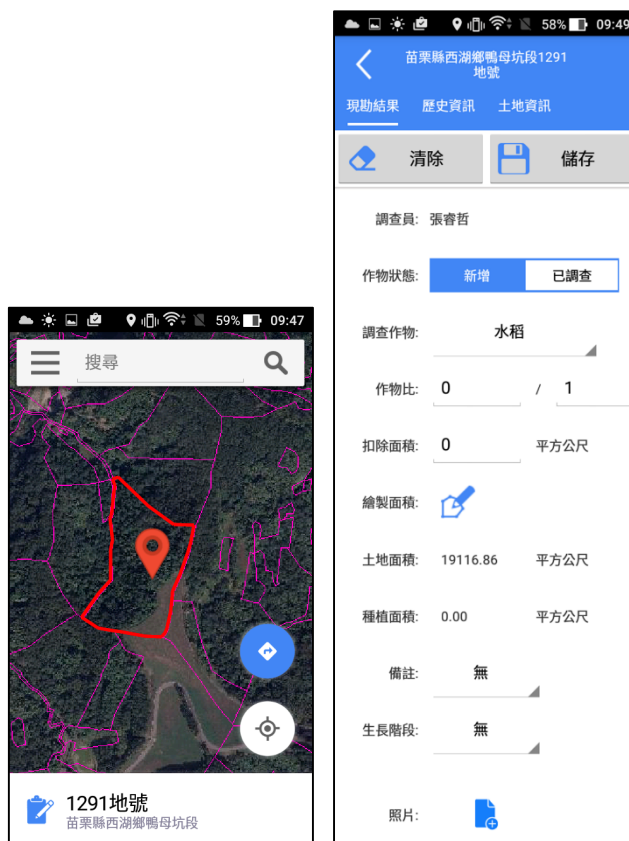 59% 09:47
搜尋
1291地號
苗栗縣西湖鄉鴨母坑段
58% 09:49
苗栗縣西湖鄉鴨母坑段1291
地號
現勘結果 歷史資訊 土地資訊
清除 儲存
調查員: 張睿哲
作物狀態: 新增 已調查
調查作物: 水稻
作物比: 0 / 1
扣除面積: 0 平方公尺
繪製面積:
土地面積: 19116.86 平方公尺
種植面積: 0.00 平方公尺
備註: 無
生長階段: 無
照片: